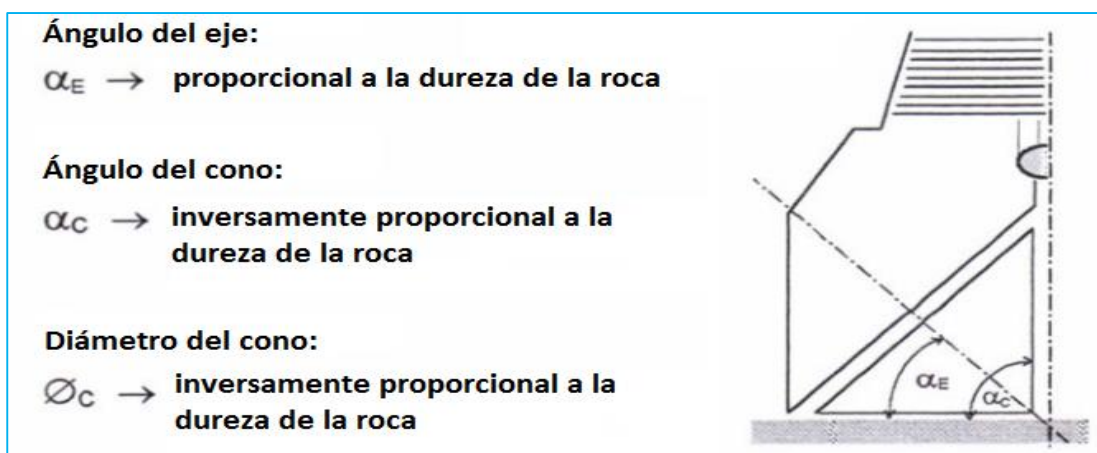 Ángulo del eje:
αE → proporcional a la dureza de la roca
Ángulo del cono:
αC → inversamente proporcional a la
dureza de la roca
Diámetro del cono:
∅C → inversamente proporcional a la
dureza de la roca
αE
αC